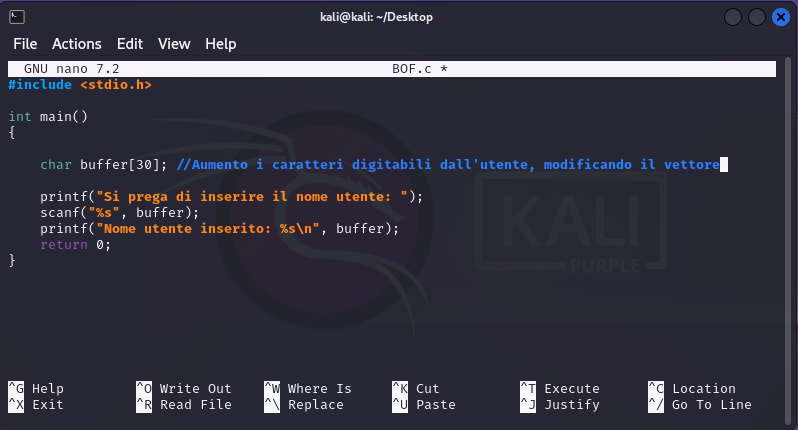 kali@kali: ~/Desktop
File Actions Edit View Help
GNU nano 7.2 BOF.c *
#include <stdio.h>
int main()
{
char buffer[30]; //Aumento i caratteri digitabili dall'utente, modificando il vettore
printf("Si prega di inserire il nome utente: ");
scanf("%s", buffer);
printf("Nome utente inserito: %s\n", buffer);
return 0;
}
KALI
PURPLE
^G Help ^O Write Out ^W Where Is ^K Cut ^T Execute ^C Location
^X Exit ^R Read File ^\ Replace ^U Paste ^J Justify ^/ Go To Line